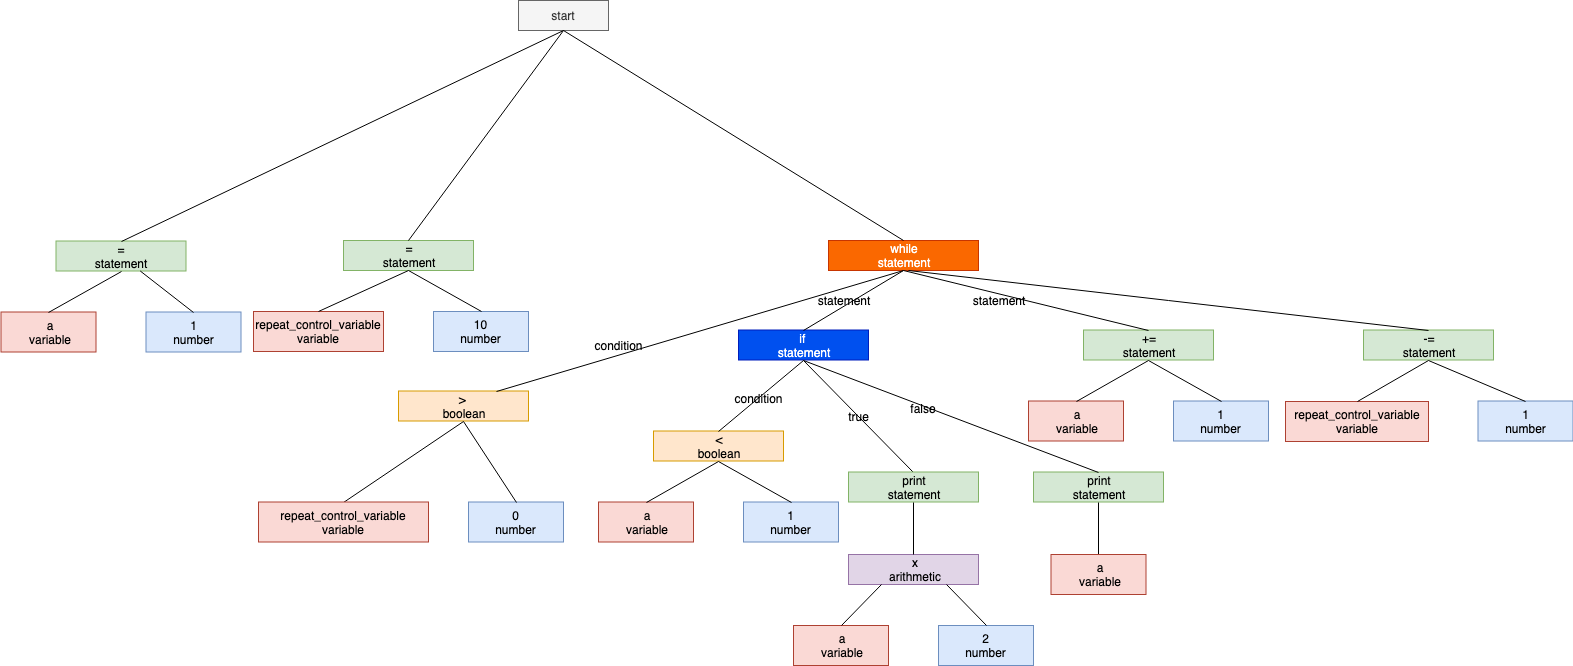 start
=
statement
=
statement
while
statement
statement
statement
a
variable
1
number
repeat_control_variable
variable
10
number
condition
if
statement
+=
statement
-=
statement
>
boolean
condition
true
false
a
variable
1
number
repeat_control_variable
variable
1
number
<
boolean
print
statement
print
statement
repeat_control_variable
variable
0
number
a
variable
1
number
x
arithmetic
a
variable
a
variable
2
number